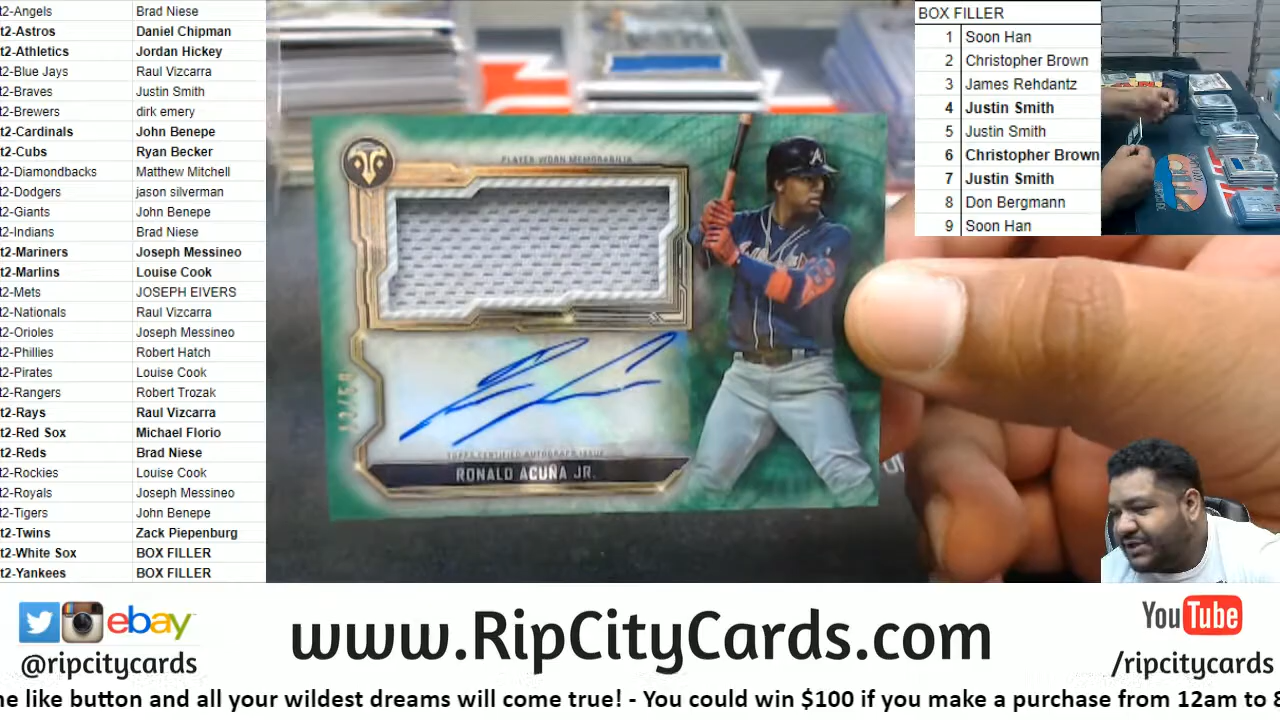 t2-Angels Brad Niese
t2-Astros Daniel Chipman
t2-Athletics Jordan Hickey
t2-Blue Jays Raul Vizcarra
t2-Braves Justin Smith
t2-Brewers dirk emery
t2-Cardinals John Benepe
t2-Cubs Ryan Becker
t2-Diamondbacks Matthew Mitchell
t2-Dodgers jason silverman
t2-Giants John Benepe
t2-Indians Brad Niese
t2-Mariners Joseph Messineo
t2-Marlins Louise Cook
t2-Mets JOSEPH EIVERS
t2-Nationals Raul Vizcarra
t2-Orioles Joseph Messineo
t2-Phillies Robert Hatch
t2-Pirates Louise Cook
t2-Rangers Robert Trozak
t2-Rays Raul Vizcarra
t2-Red Sox Michael Florio
t2-Reds Brad Niese
t2-Rockies Louise Cook
t2-Royals Joseph Messineo
t2-Tigers John Benepe
t2-Twins Zack Piepenburg
t2-White Sox BOX FILLER
t2-Yankees BOX FILLER
PLAYER WORN MEMORABILIA
TOPPS CERTIFIED AUTOGRAPH ISSUE
RONALD ACUÑA JR.
BOX FILLER
1 Soon Han
2 Christopher Brown
3 James Rehdantz
4 Justin Smith
5 Justin Smith
6 Christopher Brown
7 Justin Smith
8 Don Bergmann
9 Soon Han
ebay
@ripcitycards
www.RipCityCards.com
YouTube
/ripcitycards
ne like button and all your wildest dreams will come true! - You could win $100 if you make a purchase from 12am to 8